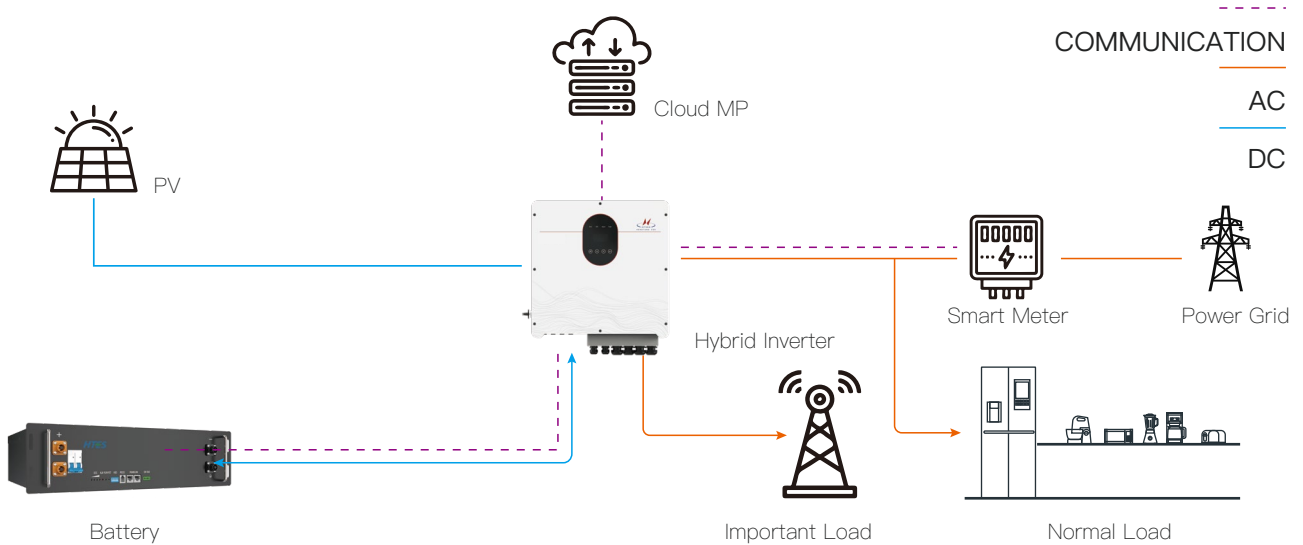 COMMUNICATION
AC
DC
Cloud MP
PV
Smart Meter
Power Grid
Hybrid Inverter
Battery
Important Load
Normal Load